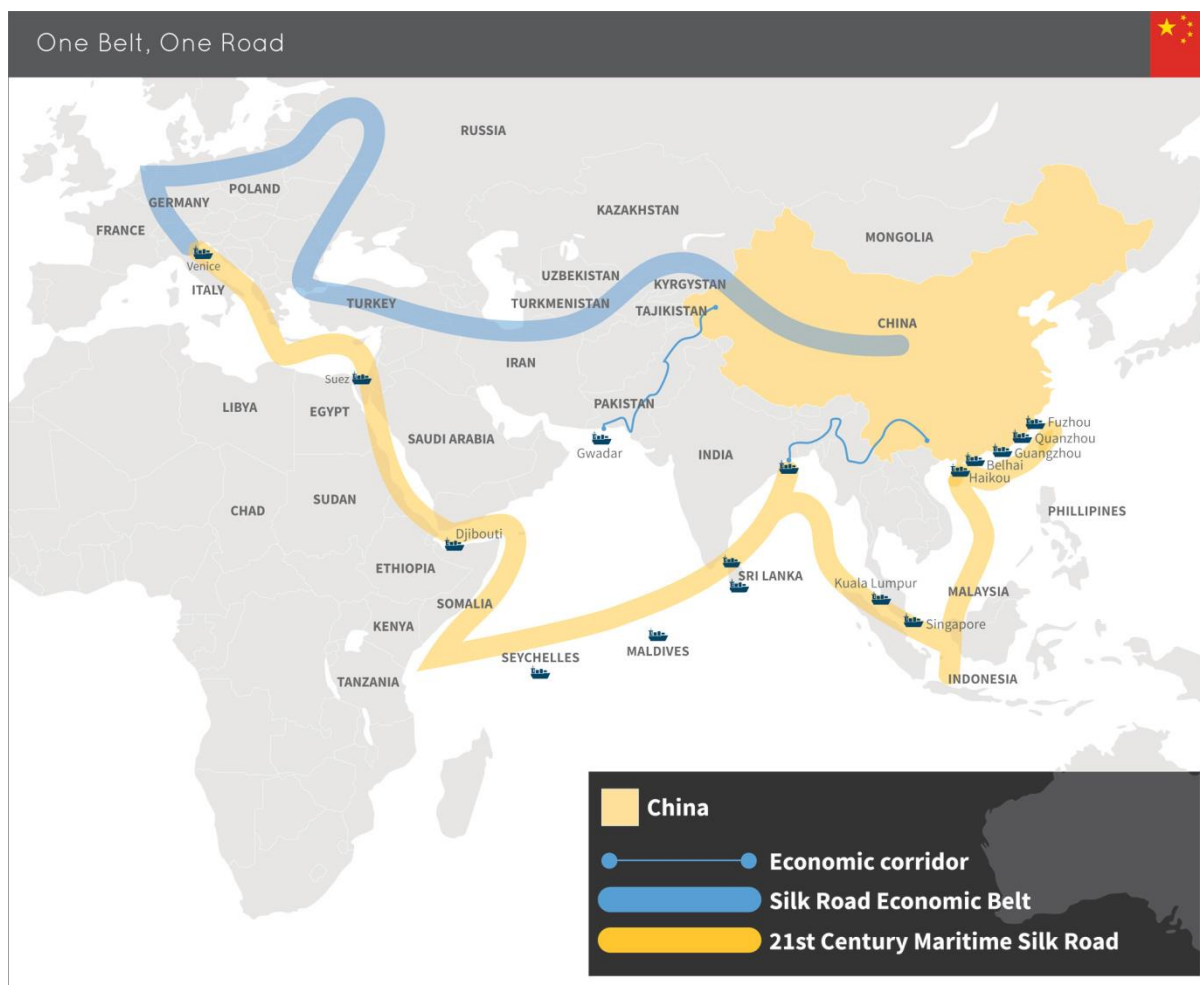 One Belt, One Road
RUSSIA
POLAND
GERMANY
KAZAKHSTAN
FRANCE
MONGOLIA
Venice
UZBEKISTAN
KYRGYSTAN
ITALY
TURKEY
TURKMENISTAN
TAJIKISTAN
CHINA
IRAN
Suez
PAKISTAN
LIBYA
EGYPT
Fuzhou
SAUDI ARABIA
Quanzhou
Gwadar
INDIA
Guangzhou
Belhai
Haikou
SUDAN
CHAD
PHILLIPINES
Djibouti
ETHIOPIA
SRI LANKA
Kuala Lumpur
MALAYSIA
SOMALIA
KENYA
Singapore
MALDIVES
SEYCHELLES
TANZANIA
INDONESIA
China
Economic corridor
Silk Road Economic Belt
21st Century Maritime Silk Road